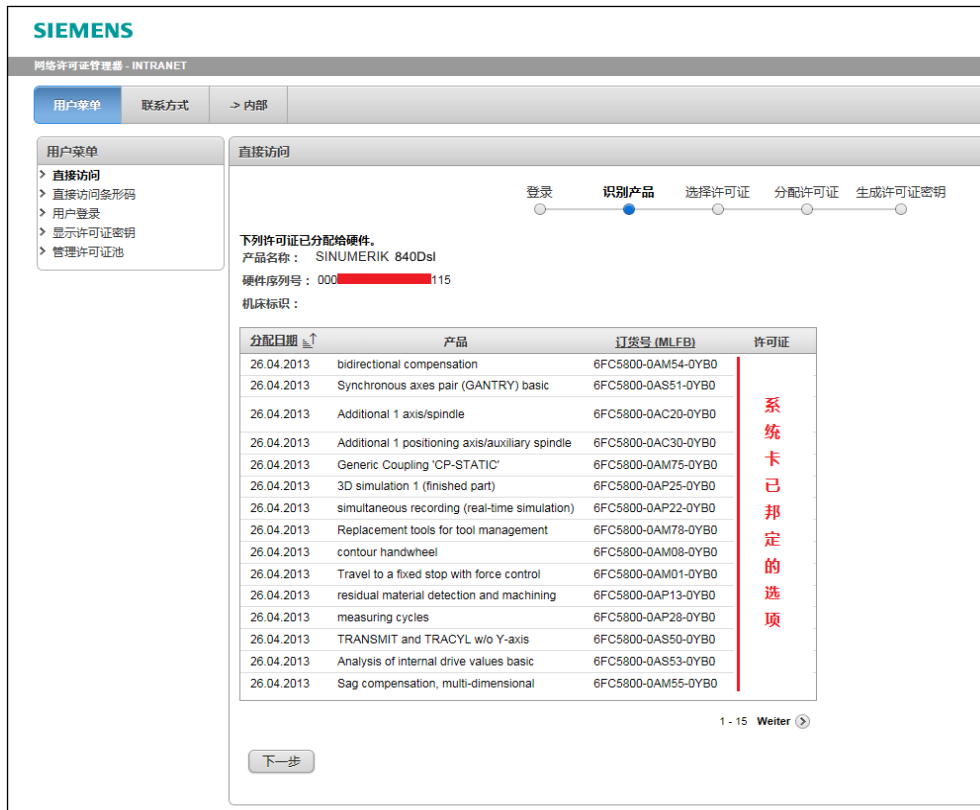 SIEMENS
网络许可证管理器 - INTRANET
用户菜单 联系方式 -> 内部
用户菜单
直接访问
直接访问条形码
用户登录
显示许可证密钥
管理许可证池
直接访问
登录 识别产品 选择许可证 分配许可证 生成许可证密钥
下列许可证已分配给硬件。
产品名称： SINUMERIK 840Dsl
硬件序列号： 000 115
机床标识：
分配日期 产品 订货号 (MLFB) 许可证
26.04.2013 bidirectional compensation 6FC5800-0AM54-0YB0
26.04.2013 Synchronous axes pair (GANTRY) basic 6FC5800-0AS51-0YB0
26.04.2013 Additional 1 axis/spindle 6FC5800-0AC20-0YB0
26.04.2013 Additional 1 positioning axis/auxiliary spindle 6FC5800-0AC30-0YB0
26.04.2013 Generic Coupling 'CP-STATIC' 6FC5800-0AM75-0YB0
26.04.2013 3D simulation 1 (finished part) 6FC5800-0AP25-0YB0
26.04.2013 simultaneous recording (real-time simulation) 6FC5800-0AP22-0YB0
26.04.2013 Replacement tools for tool management 6FC5800-0AM78-0YB0
26.04.2013 contour handwheel 6FC5800-0AM08-0YB0
26.04.2013 Travel to a fixed stop with force control 6FC5800-0AM01-0YB0
26.04.2013 residual material detection and machining 6FC5800-0AP13-0YB0
26.04.2013 measuring cycles 6FC5800-0AP28-0YB0
26.04.2013 TRANSMIT and TRACYL w/o Y-axis 6FC5800-0AS50-0YB0
26.04.2013 Analysis of internal drive values basic 6FC5800-0AS53-0YB0
26.04.2013 Sag compensation, multi-dimensional 6FC5800-0AM55-0YB0
系统卡已邦定的选项
1 - 15 Weiter
下一步